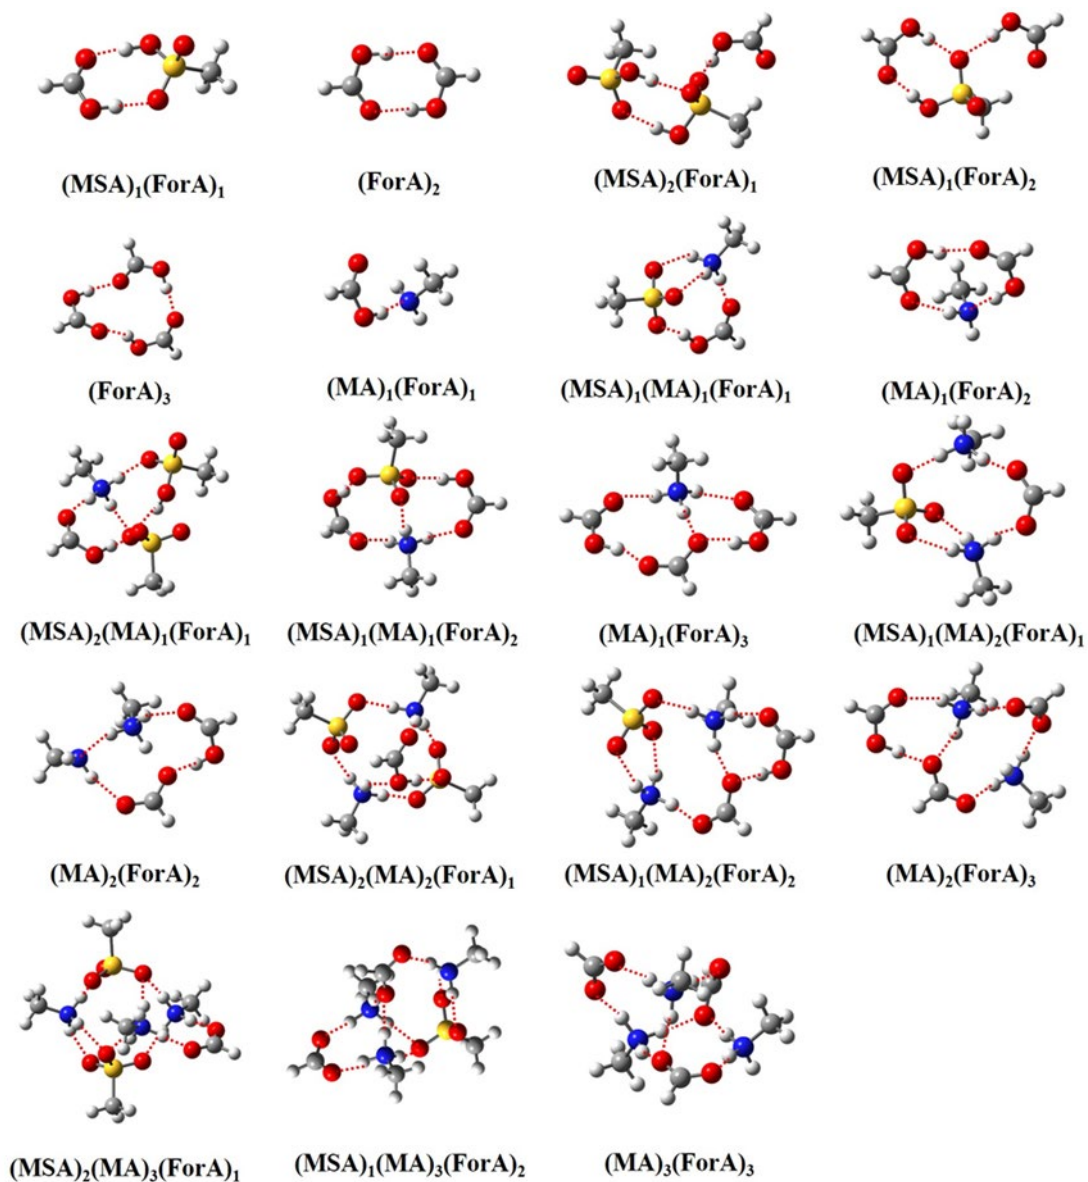 (MSA)₁(ForA)₁
(ForA)₂
(MSA)₂(ForA)₁
(MSA)₁(ForA)₂
(ForA)₃
(MA)₁(ForA)₁
(MSA)₁(MA)₁(ForA)₁
(MA)₁(ForA)₂
(MSA)₂(MA)₁(ForA)₁
(MSA)₁(MA)₁(ForA)₂
(MA)₁(ForA)₃
(MSA)₁(MA)₂(ForA)₁
(MA)₂(ForA)₂
(MSA)₂(MA)₂(ForA)₁
(MSA)₁(MA)₂(ForA)₂
(MA)₂(ForA)₃
(MSA)₂(MA)₃(ForA)₁
(MSA)₁(MA)₃(ForA)₂
(MA)₃(ForA)₃